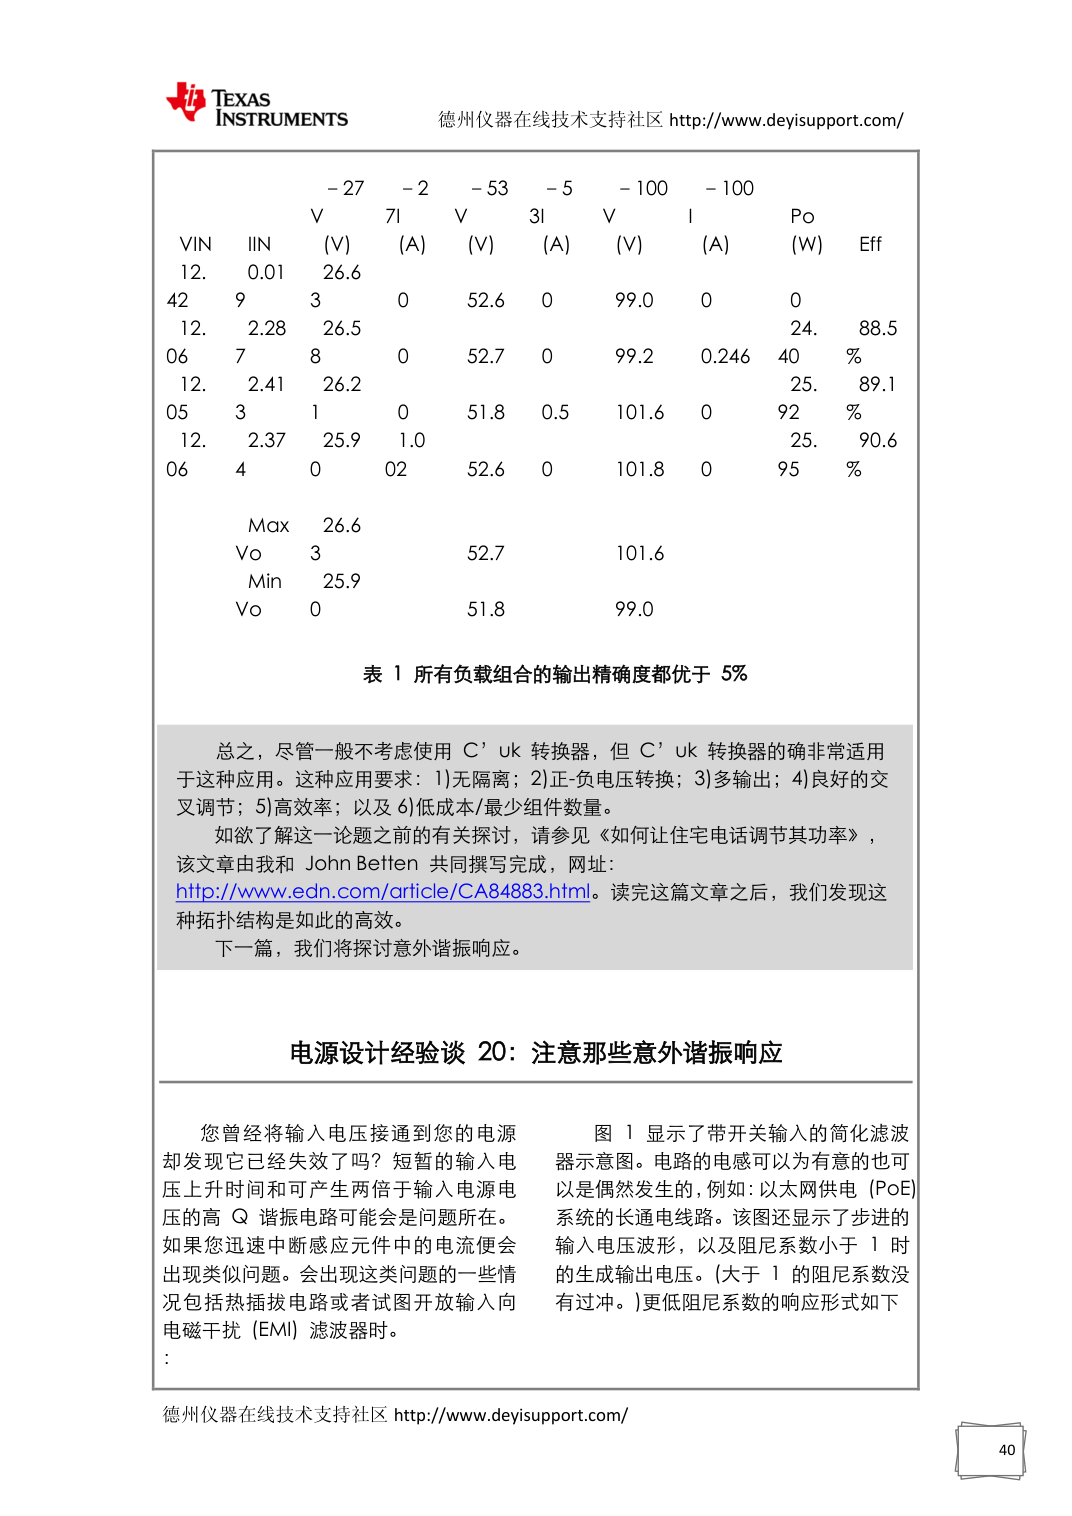 TEXAS
INSTRUMENTS
德州仪器在线技术支持社区 http://www.deyisupport.com/
– 27 – 2 – 53 – 5 – 100 – 100
V 7I V 3I V I Po
VIN IIN (V) (A) (V) (A) (V) (A) (W) Eff
12. 0.01 26.6
42 9 3 0 52.6 0 99.0 0 0
12. 2.28 26.5 24. 88.5
06 7 8 0 52.7 0 99.2 0.246 40 %
12. 2.41 26.2 25. 89.1
05 3 1 0 51.8 0.5 101.6 0 92 %
12. 2.37 25.9 1.0 25. 90.6
06 4 0 02 52.6 0 101.8 0 95 %
Max 26.6
Vo 3 52.7 101.6
Min 25.9
Vo 0 51.8 99.0
表 1 所有负载组合的输出精确度都优于 5%
总之，尽管一般不考虑使用 C’uk 转换器，但 C’uk 转换器的确非常适用
于这种应用。这种应用要求：1)无隔离；2)正-负电压转换；3)多输出；4)良好的交
叉调节；5)高效率；以及 6)低成本/最少组件数量。
如欲了解这一论题之前的有关探讨，请参见《如何让住宅电话调节其功率》，
该文章由我和 John Betten 共同撰写完成，网址：
http://www.edn.com/article/CA84883.html。读完这篇文章之后，我们发现这
种拓扑结构是如此的高效。
下一篇，我们将探讨意外谐振响应。
电源设计经验谈 20：注意那些意外谐振响应
您曾经将输入电压接通到您的电源
却发现它已经失效了吗？短暂的输入电
压上升时间和可产生两倍于输入电源电
压的高 Q 谐振电路可能会是问题所在。
如果您迅速中断感应元件中的电流便会
出现类似问题。会出现这类问题的一些情
况包括热插拔电路或者试图开放输入向
电磁干扰 (EMI) 滤波器时。
图 1 显示了带开关输入的简化滤波
器示意图。电路的电感可以为有意的也可
以是偶然发生的，例如：以太网供电 (PoE)
系统的长通电线路。该图还显示了步进的
输入电压波形，以及阻尼系数小于 1 时
的生成输出电压。(大于 1 的阻尼系数没
有过冲。)更低阻尼系数的响应形式如下
：
德州仪器在线技术支持社区 http://www.deyisupport.com/
40